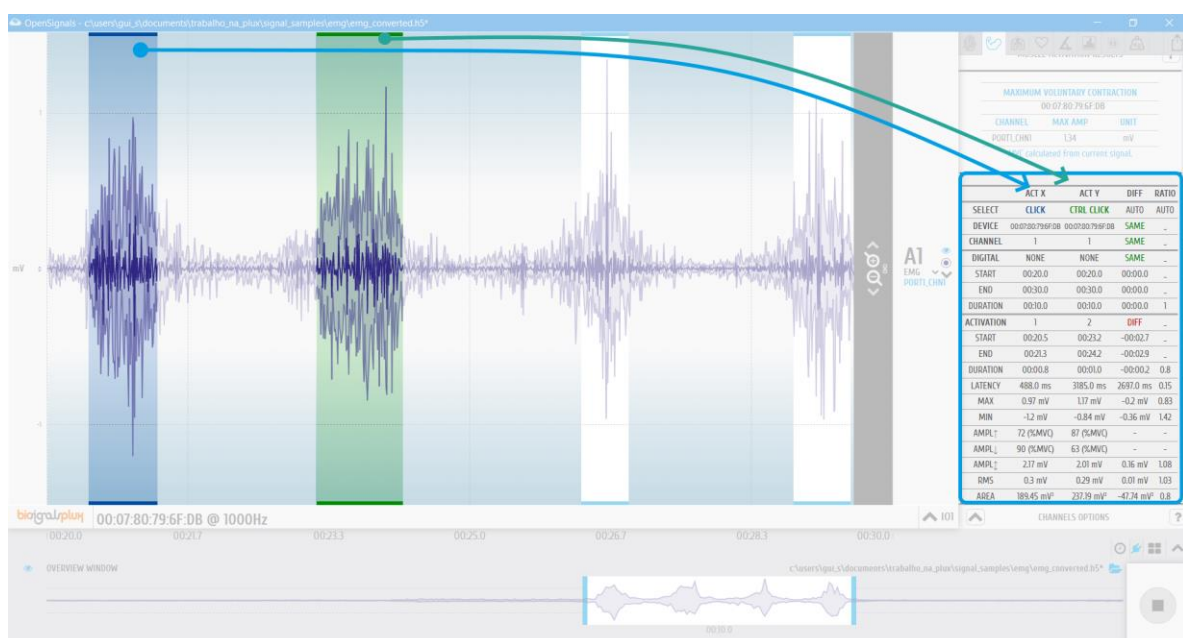 OpenSignals - c:\users\gui_s\documents\trabalho_na_plux\signal_samples\emg\emg_converted.h5*
MAXIMUM VOLUNTARY CONTRACTION
00:07:80:79:6F:DB
CHANNEL MAX AMP UNIT
PORT1_CHN1 1.34 mV
calculated from current signal.
ACT X ACT Y DIFF RATIO
SELECT CLICK CTRL CLICK AUTO AUTO
DEVICE 00:07:80:79:6F:DB 00:07:80:79:6F:DB SAME -
CHANNEL 1 1 SAME -
DIGITAL NONE NONE SAME -
START 00:20.0 00:20.0 00:00.0 -
END 00:30.0 00:30.0 00:00.0 -
DURATION 00:10.0 00:10.0 00:00.0 1
ACTIVATION 1 2 DIFF -
START 00:20.5 00:23.2 -00:02.7 -
END 00:21.3 00:24.2 -00:02.9 -
DURATION 00:00.8 00:01.0 -00:00.2 0.8
LATENCY 488.0 ms 3185.0 ms 2697.0 ms 0.15
MAX 0.97 mV 1.17 mV -0.2 mV 0.83
MIN -1.2 mV -0.84 mV -0.36 mV 1.42
AMPL↑ 72 (%MVC) 87 (%MVC) - -
AMPL↓ 90 (%MVC) 63 (%MVC) - -
AMPL↕ 2.17 mV 2.01 mV 0.16 mV 1.08
RMS 0.3 mV 0.29 mV 0.01 mV 1.03
AREA 189.45 mV² 237.19 mV² -47.74 mV² 0.8
mV
A1
EMG
PORT1_CHN1
biosignalsplux 00:07:80:79:6F:DB @ 1000Hz
101
CHANNELS OPTIONS
?
00:20.0 00:21.7 00:23.3 00:25.0 00:26.7 00:28.3 00:30.0
OVERVIEW WINDOW
c:\users\gui_s\documents\trabalho_na_plux\signal_samples\emg\emg_converted.h5*
00:10.0